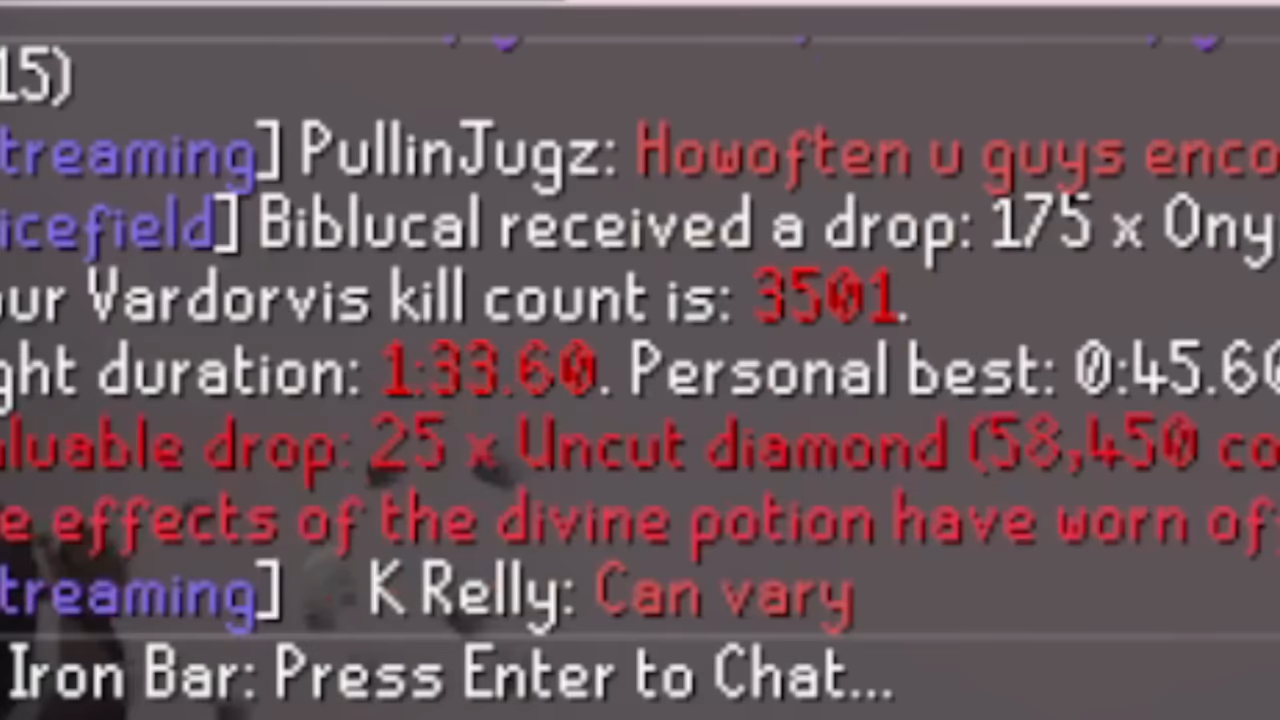 15)
treaming] PullinJugz: Howoften u guys enco
icefield] Biblucal received a drop: 175 x Ony
our Vardorvis kill count is: 3501.
ght duration: 1:33.60. Personal best: 0:45.60
aluable drop: 25 x Uncut diamond (58,450 co
e effects of the divine potion have worn of
treaming] K Relly: Can vary
Iron Bar: Press Enter to Chat...